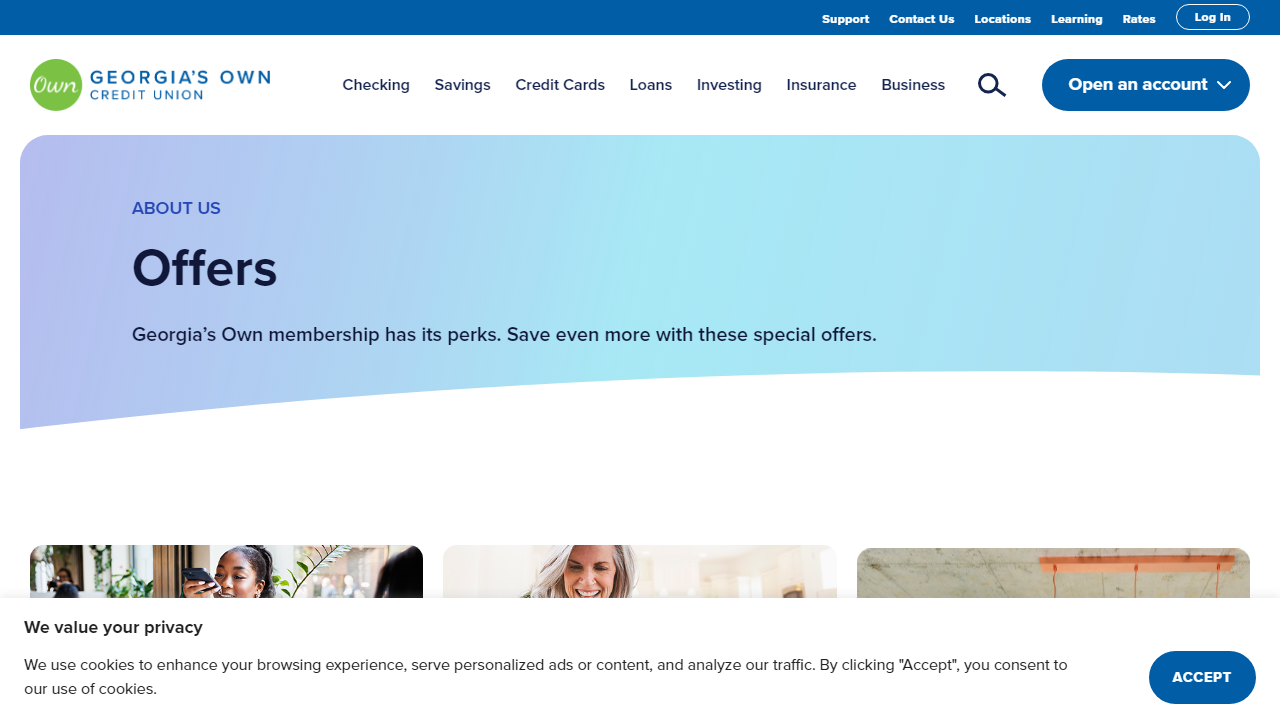 Support Contact Us Locations Learning Rates Log In
Own GEORGIA'S OWN
CREDIT UNION
Checking Savings Credit Cards Loans Investing Insurance Business Open an account
ABOUT US
Offers
Georgia’s Own membership has its perks. Save even more with these special offers.
We value your privacy
We use cookies to enhance your browsing experience, serve personalized ads or content, and analyze our traffic. By clicking "Accept", you consent to
our use of cookies.
ACCEPT